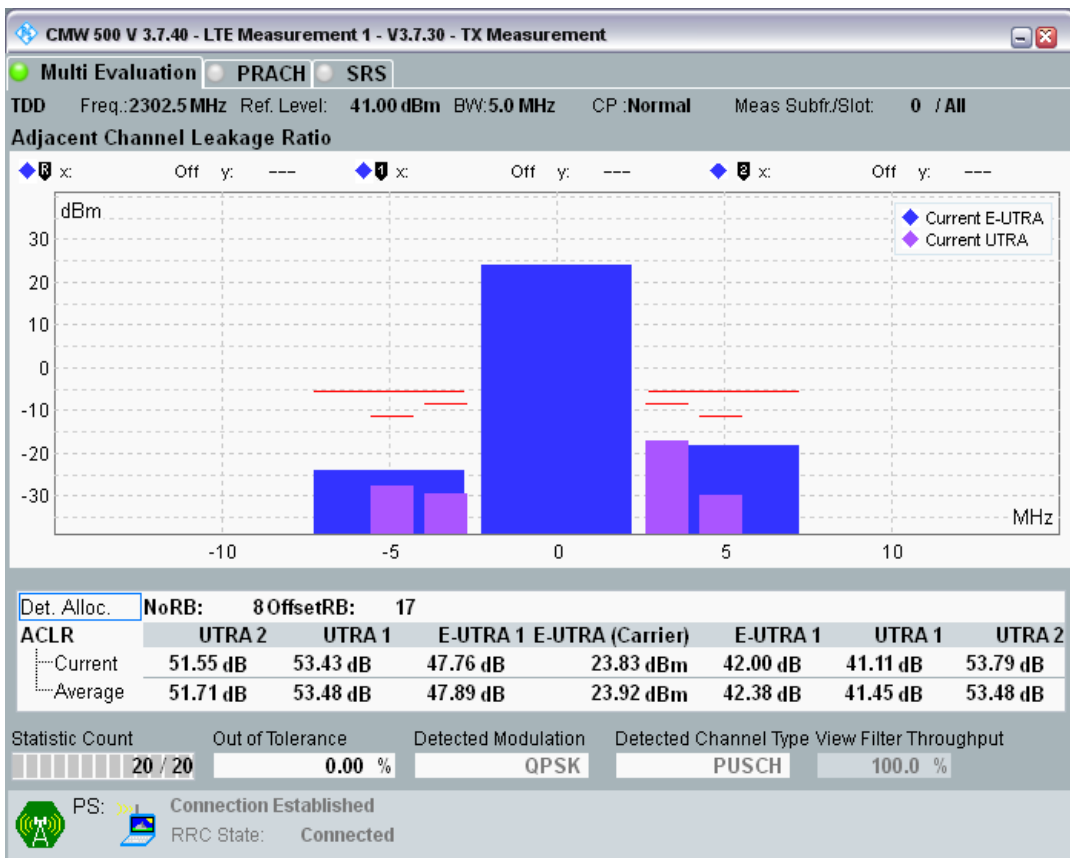 CMW 500 V 3.7.40 - LTE Measurement 1 - V3.7.30 - TX Measurement
Multi Evaluation PRACH SRS
TDD Freq.:2302.5 MHz Ref. Level: 41.00 dBm BW:5.0 MHz CP :Normal Meas Subfr./Slot: 0 / All
Adjacent Channel Leakage Ratio
R x: Off y: --- 1 x: Off y: --- 2 x: Off y: ---
dBm
Current E-UTRA
Current UTRA
30
20
10
0
-10
-20
-30
MHz
-10 -5 0 5 10
Det. Alloc. NoRB: 8 OffsetRB: 17
ACLR UTRA 2 UTRA 1 E-UTRA 1 E-UTRA (Carrier) E-UTRA 1 UTRA 1 UTRA 2
Current 51.55 dB 53.43 dB 47.76 dB 23.83 dBm 42.00 dB 41.11 dB 53.79 dB
Average 51.71 dB 53.48 dB 47.89 dB 23.92 dBm 42.38 dB 41.45 dB 53.48 dB
Statistic Count Out of Tolerance Detected Modulation Detected Channel Type View Filter Throughput
20 / 20 0.00 % QPSK PUSCH 100.0 %
PS: Connection Established
RRC State: Connected